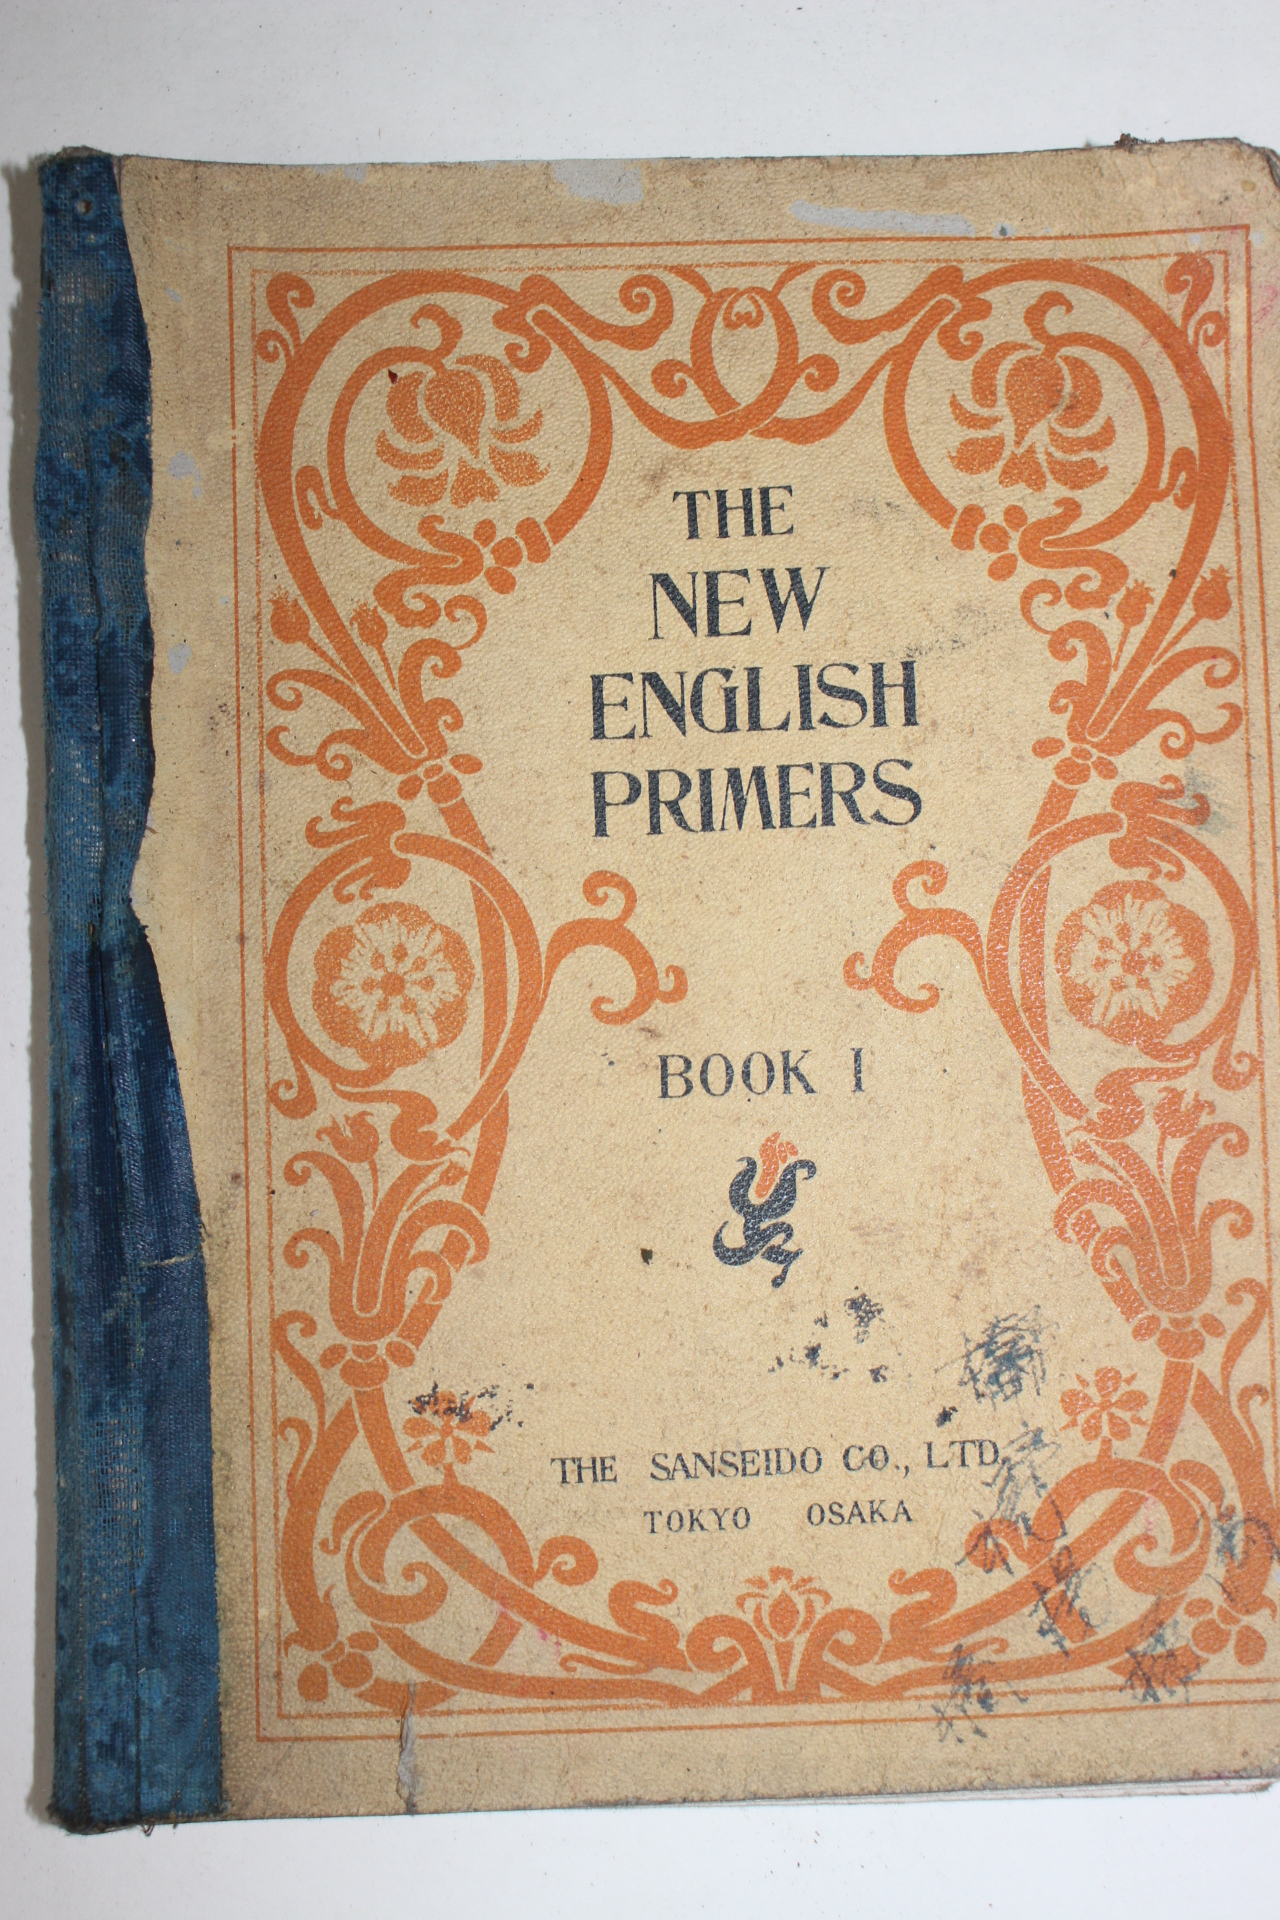 THE
NEW
ENGLISH
PRIMERS
BOOK I
THE SANSEIDO CO., LTD.
TOKYO OSAKA